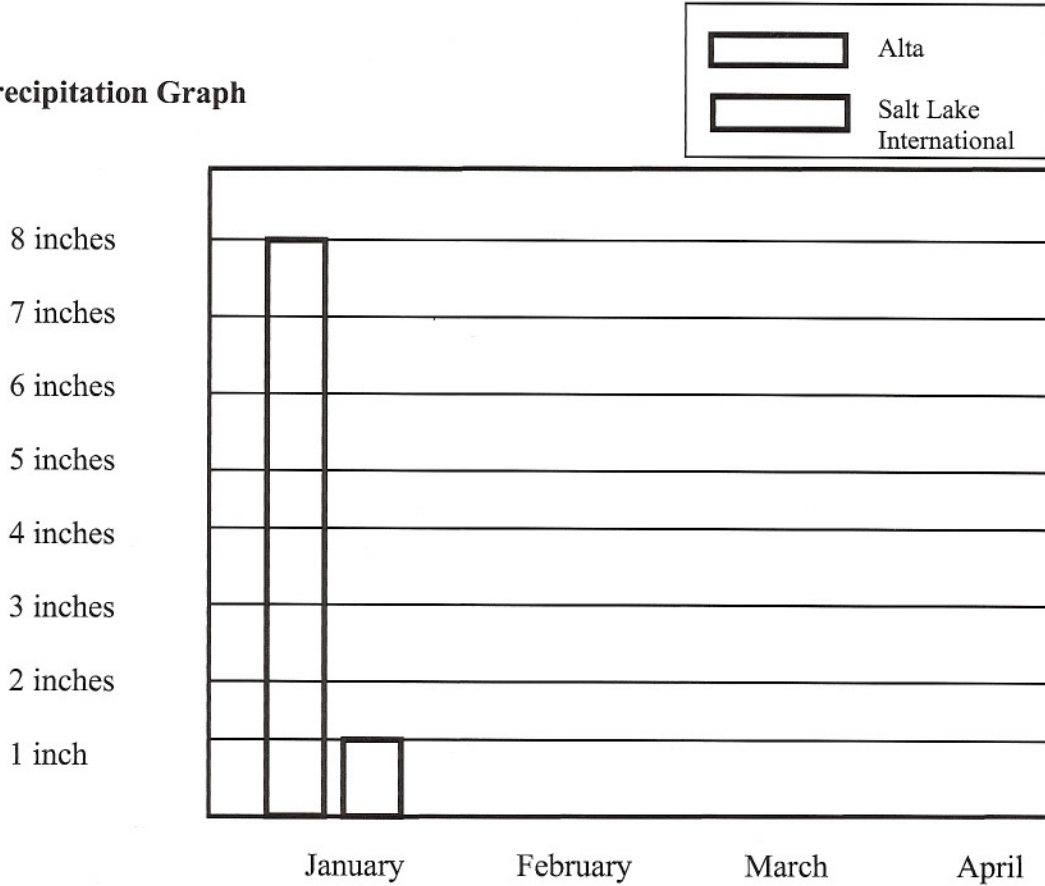 Alta
Salt Lake
International
recipitation Graph
8 inches
7 inches
6 inches
5 inches
4 inches
3 inches
2 inches
1 inch
January February March April